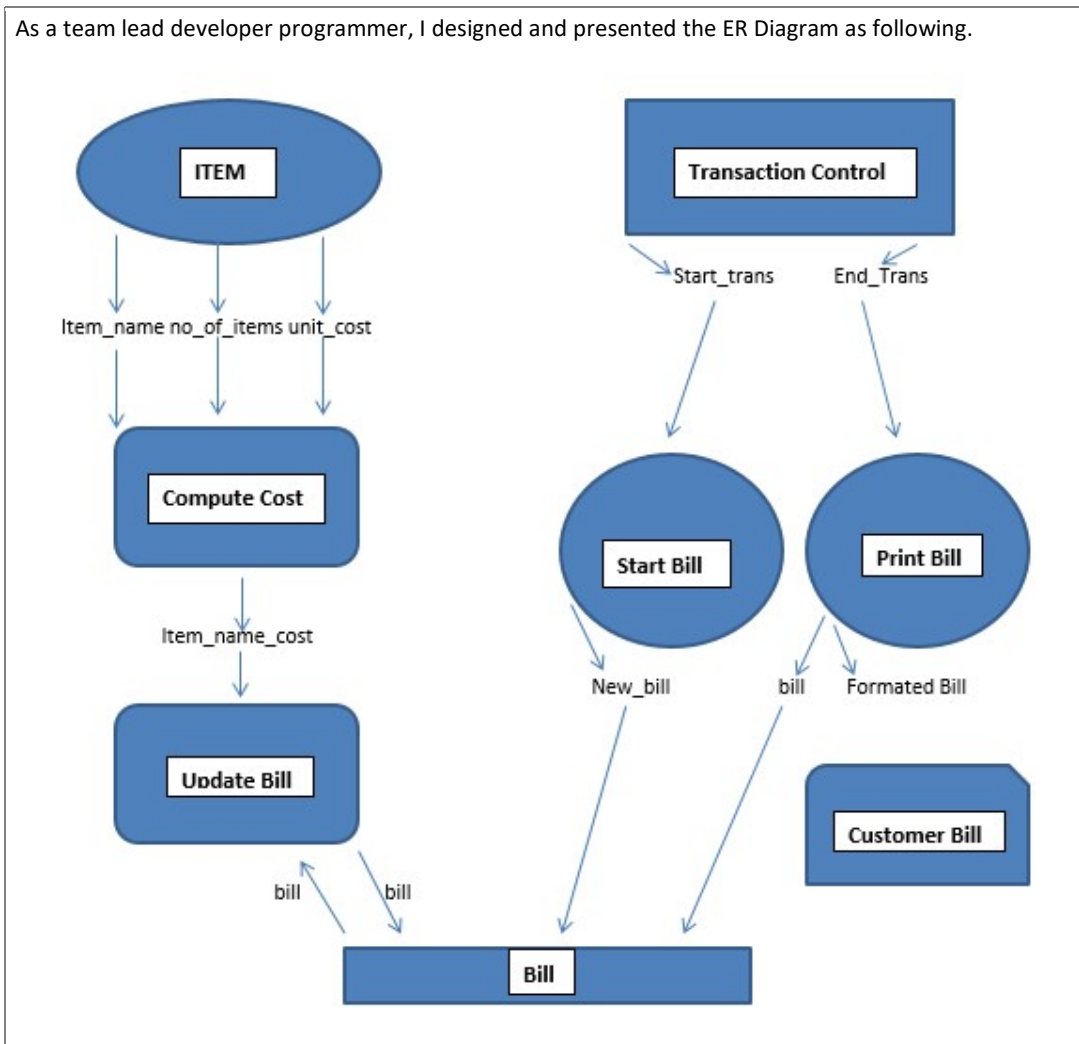 As a team lead developer programmer, I designed and presented the ER Diagram as following.
ITEM
Transaction Control
Start_trans
End_Trans
Item_name no_of_items unit_cost
Compute Cost
Start Bill
Print Bill
Item_name_cost
New_bill
bill
Formated Bill
Update Bill
Customer Bill
bill
bill
Bill